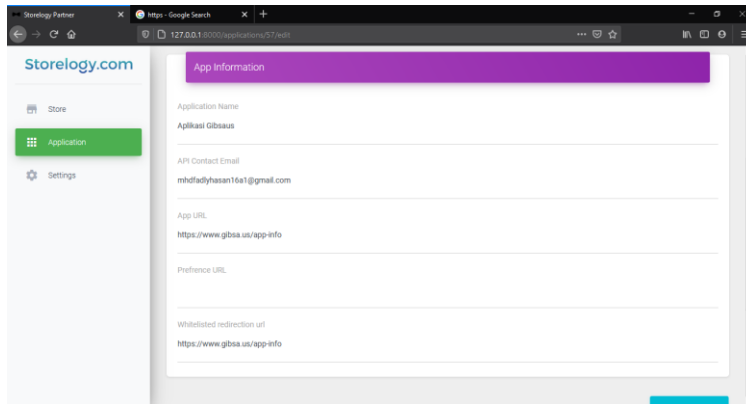 Storelogy Partner
https - Google Search
127.0.0.1:8000/applications/57/edit
Storelogy.com
Store
Application
Settings
App Information
Application Name
Aplikasi Gibsaus
API Contact Email
mhdfadlyhasan16a1@gmail.com
App URL
https://www.gibsa.us/app-info
Prefrence URL
Whitelisted redirection url
https://www.gibsa.us/app-info